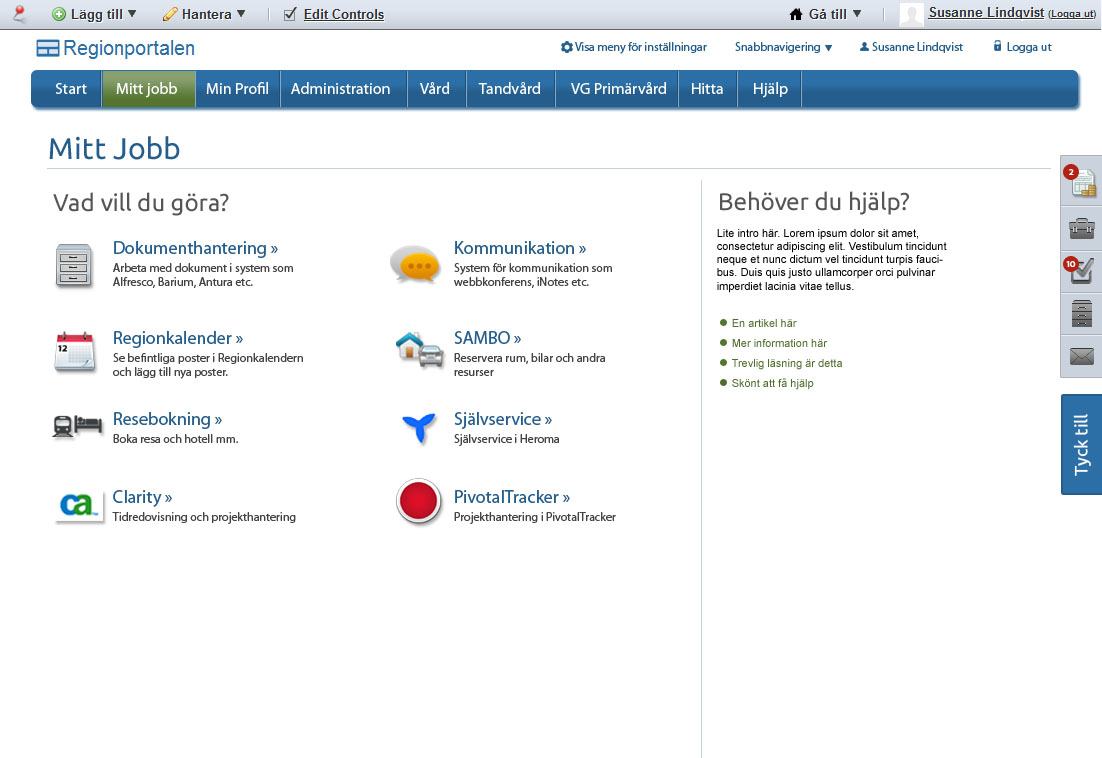 Lägg till ▼ Hantera ▼ Edit Controls Gå till ▼ Susanne Lindqvist (Logga ut)
Regionportalen Visa meny för inställningar Snabbnavigering ▼ Susanne Lindqvist Logga ut
Start Mitt jobb Min Profil Administration Vård Tandvård VG Primärvård Hitta Hjälp
Mitt Jobb
Vad vill du göra?
Dokumenthantering »
Arbeta med dokument i system som
Alfresco, Barium, Antura etc.
Kommunikation »
System för kommunikation som
webbkonferens, iNotes etc.
12
Regionkalender »
Se befintliga poster i Regionkalendern
och lägg till nya poster.
SAMBO »
Reservera rum, bilar och andra
resurser
Resebokning »
Boka resa och hotell mm.
Självservice »
Självservice i Heroma
ca
Clarity »
Tidredovisning och projekthantering
PivotalTracker »
Projekthantering i PivotalTracker
Behöver du hjälp?
Lite intro här. Lorem ipsum dolor sit amet,
consectetur adipiscing elit. Vestibulum tincidunt
neque et nunc dictum vel tincidunt turpis fauci-
bus. Duis quis justo ullamcorper orci pulvinar
imperdiet lacinia vitae tellus.
En artikel här
Mer information här
Trevlig läsning är detta
Skönt att få hjälp
2
10
Tyck till